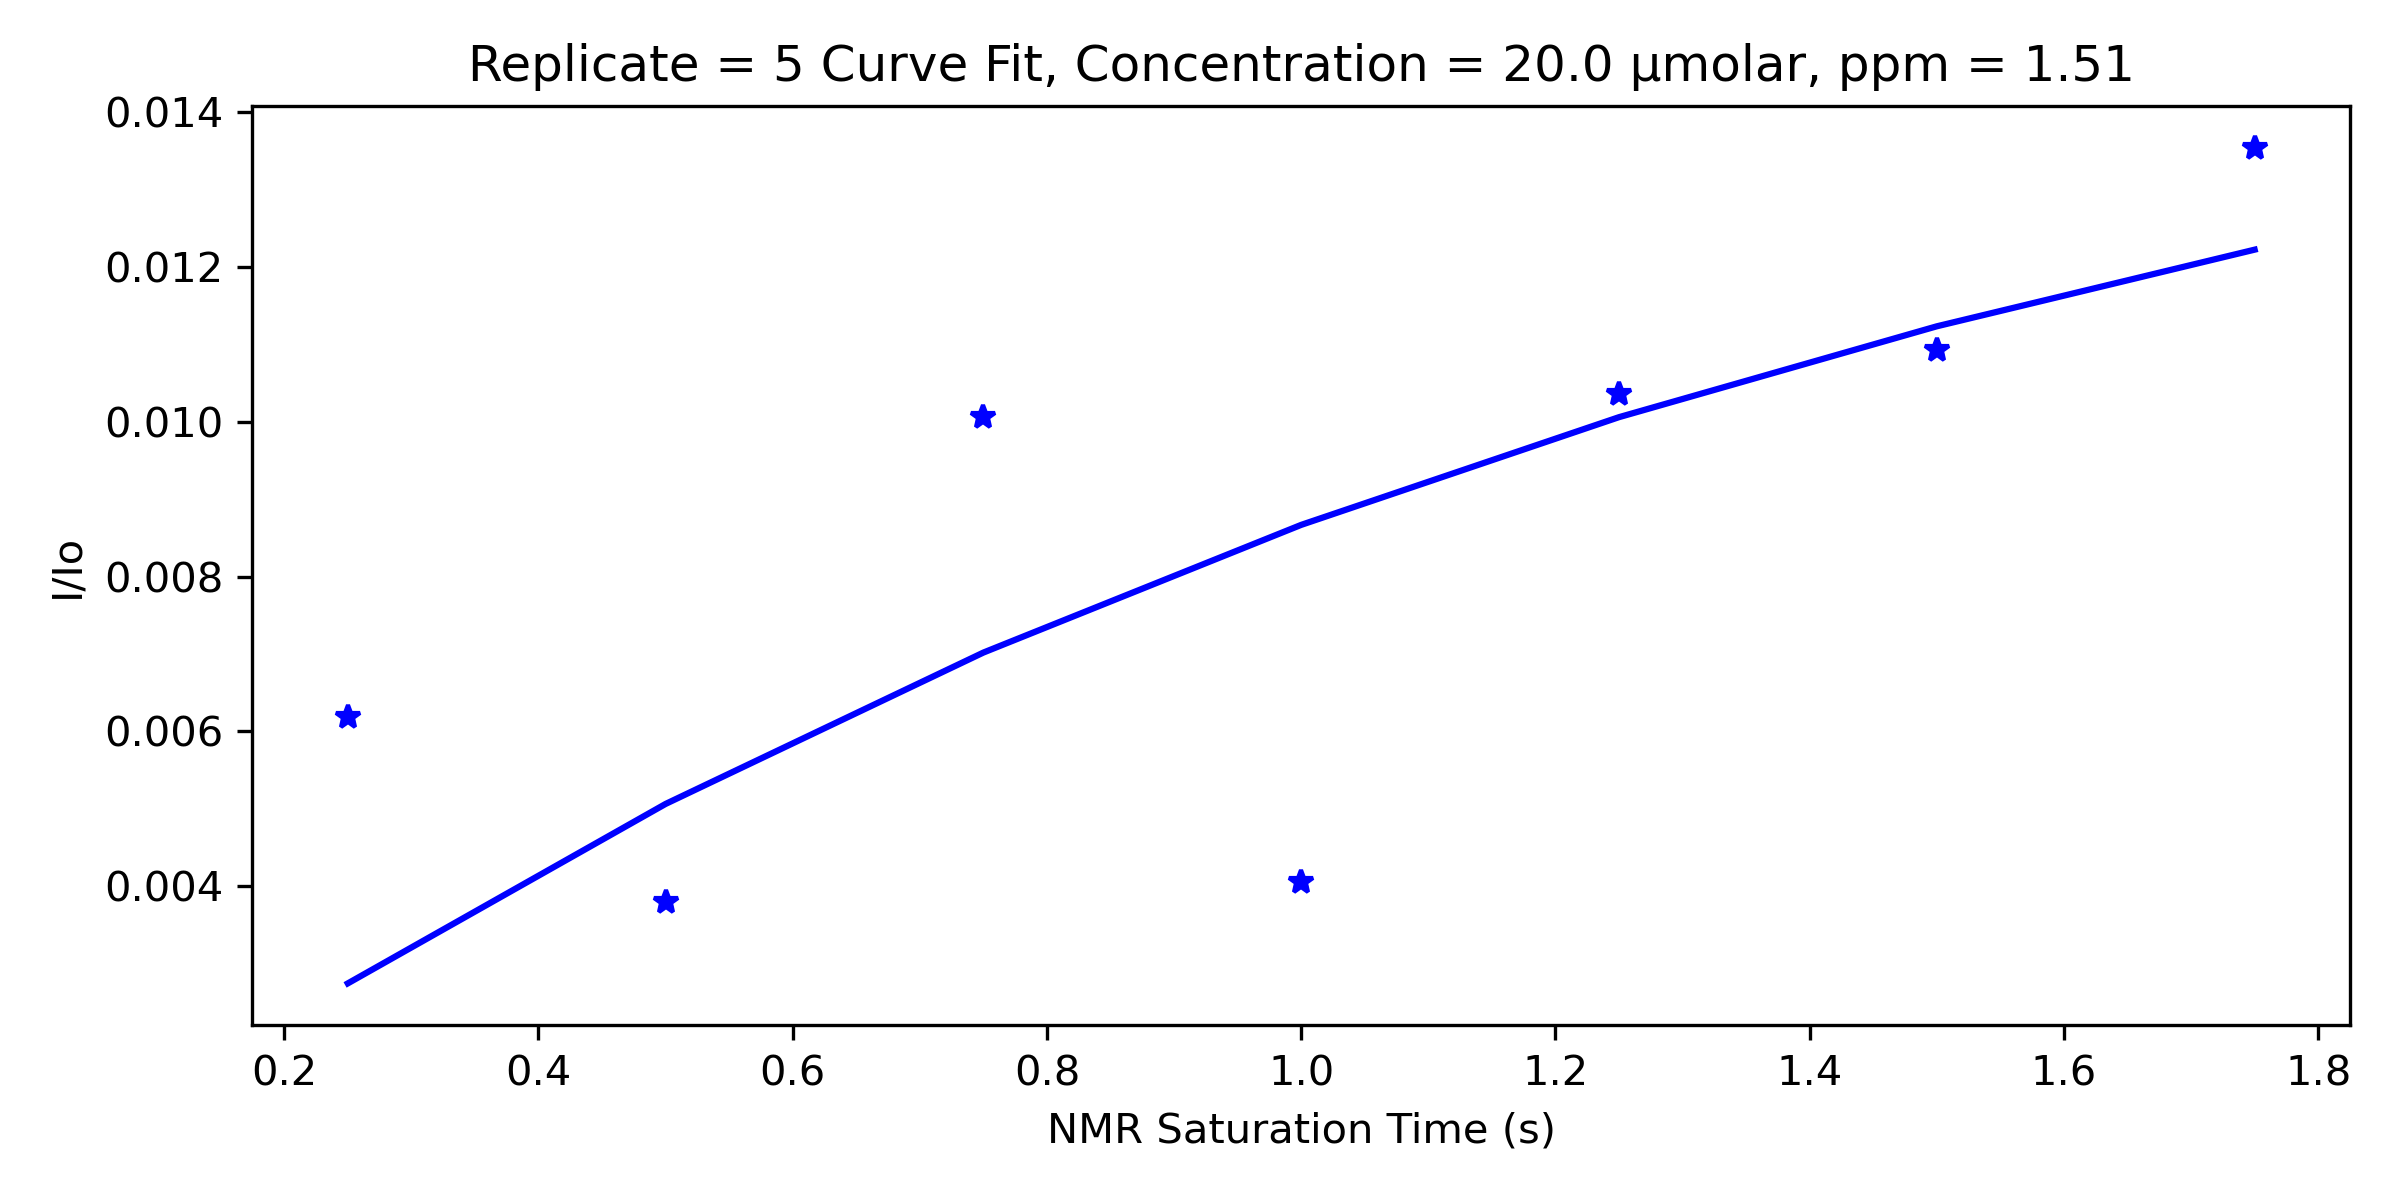 Replicate = 5 Curve Fit, Concentration = 20.0 μmolar, ppm = 1.51
0.014
0.012
0.010
0.008
0.006
0.004
I/Io
0.2 0.4 0.6 0.8 1.0 1.2 1.4 1.6 1.8
NMR Saturation Time (s)